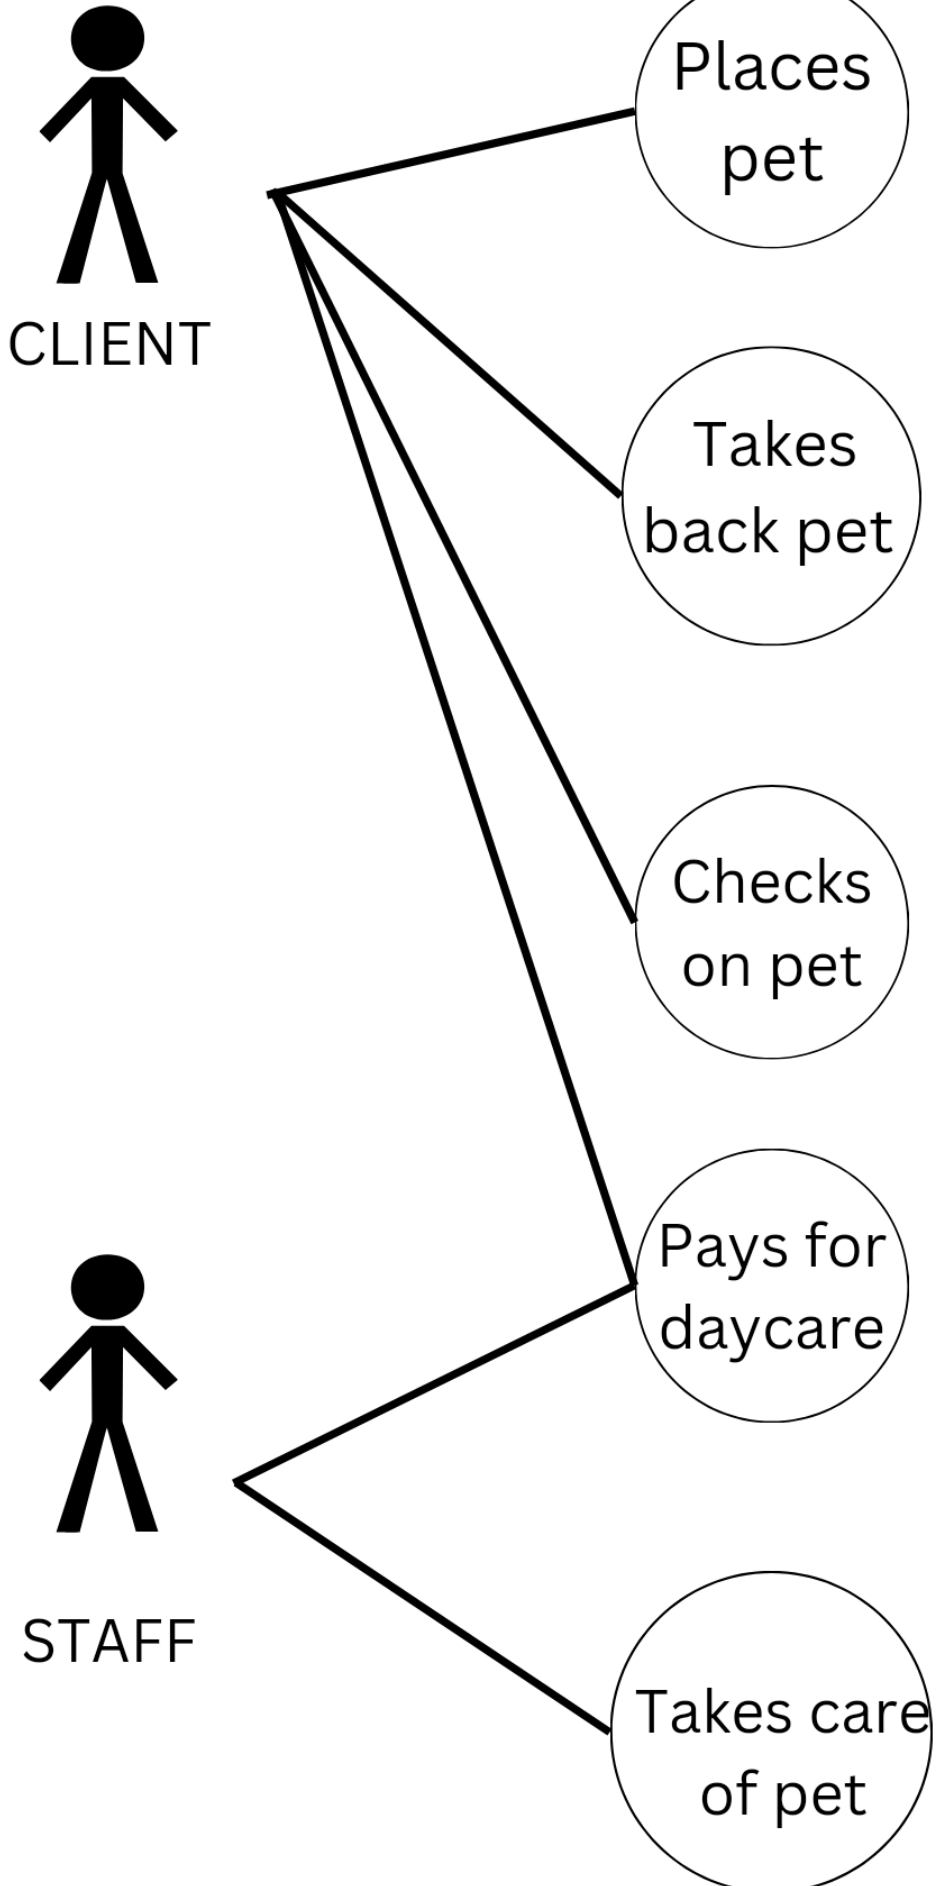 Places
pet
CLIENT
Takes
back pet
Checks
on pet
Pays for
daycare
STAFF
Takes care
of pet